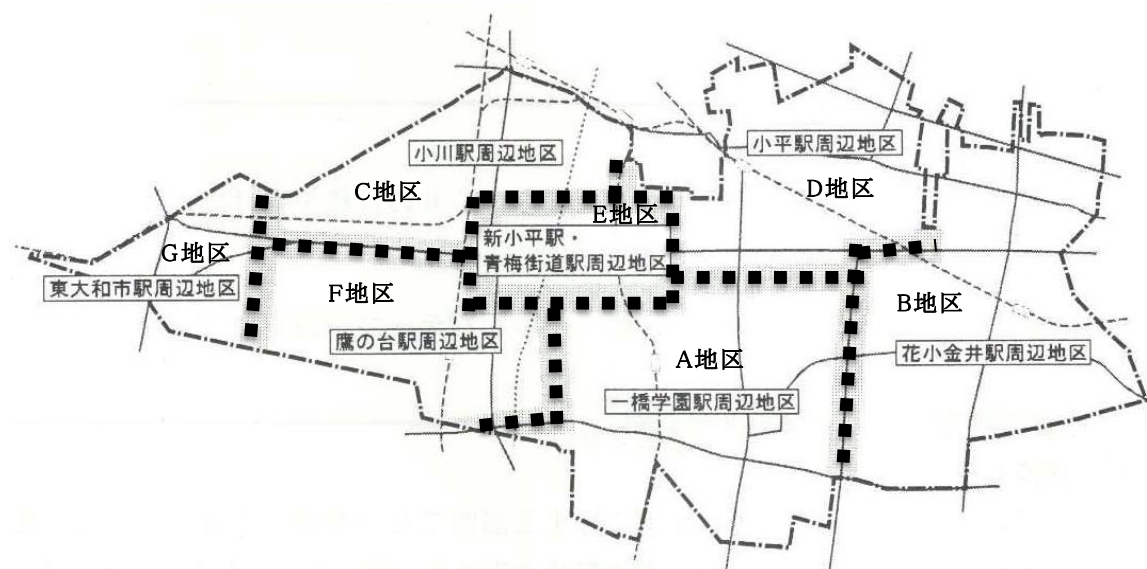 小川駅周辺地区
小平駅周辺地区
C地区
D地区
E地区
新小平駅・
青梅街道駅周辺地区
G地区
東大和市駅周辺地区
F地区
B地区
鷹の台駅周辺地区
A地区
花小金井駅周辺地区
一橋学園駅周辺地区